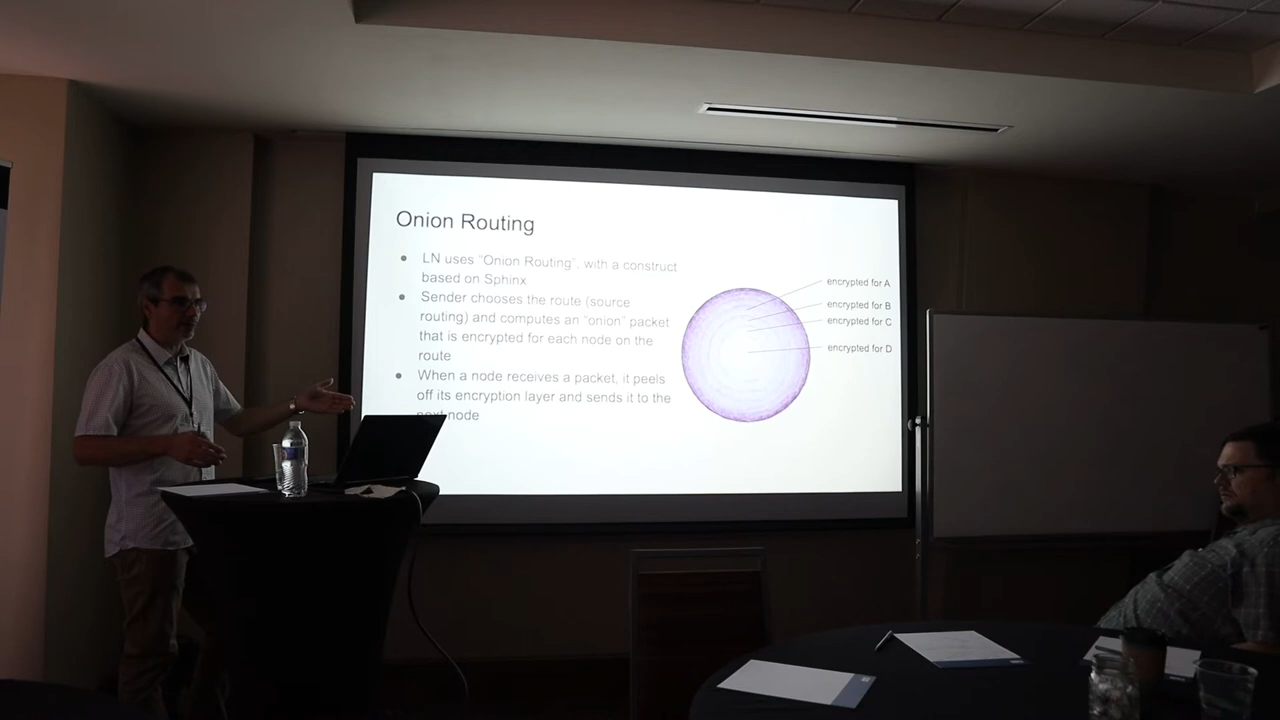 Onion Routing
LN uses “Onion Routing”, with a construct
based on Sphinx
Sender chooses the route (source
routing) and computes an “onion” packet
that is encrypted for each node on the
route
When a node receives a packet, it peels
off its encryption layer and sends it to the
next node
encrypted for A
encrypted for B
encrypted for C
encrypted for D